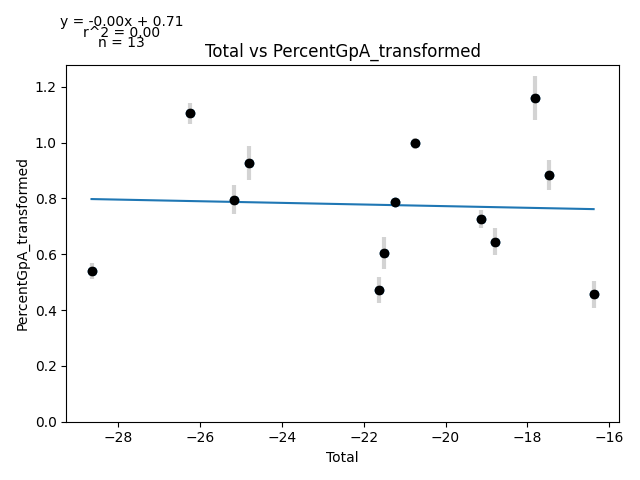 y = -0.00x + 0.71
r^2 = 0.00
n = 13
Total vs PercentGpA_transformed
1.2
1.0
0.8
0.6
0.4
0.2
0.0
PercentGpA_transformed
−28
−26
−24
−22
−20
−18
−16
Total